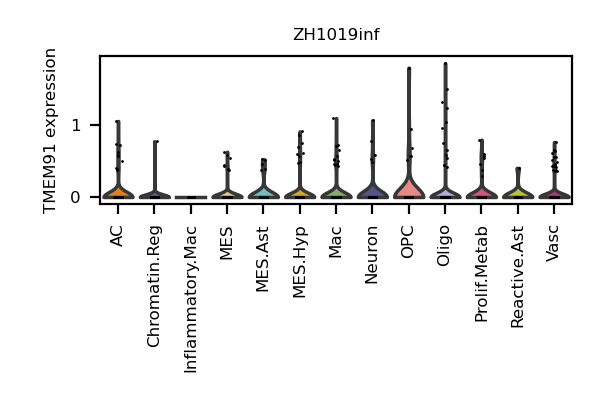 ZH1019inf
TMEM91 expression
1
0
AC
Chromatin.Reg
Inflammatory.Mac
MES
MES.Ast
MES.Hyp
Mac
Neuron
OPC
Oligo
Prolif.Metab
Reactive.Ast
Vasc